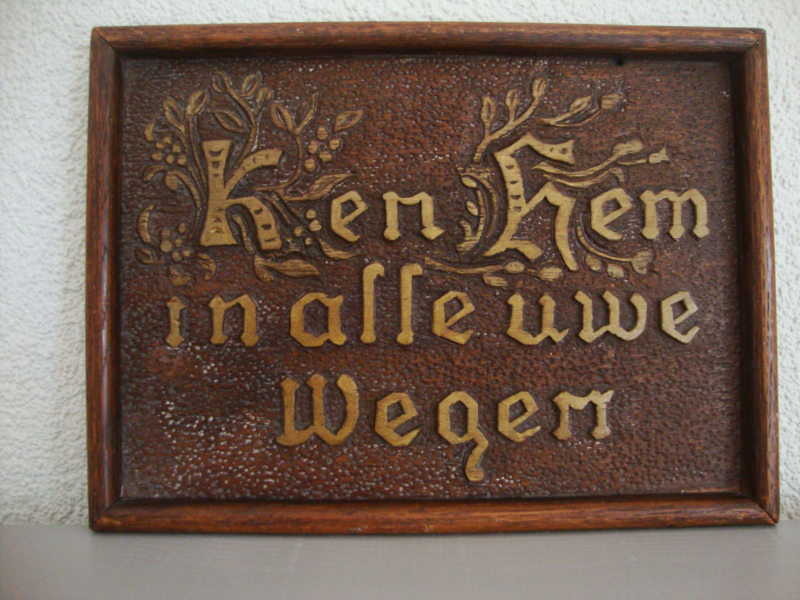 Ken Hem
in alle uwe
Wegen